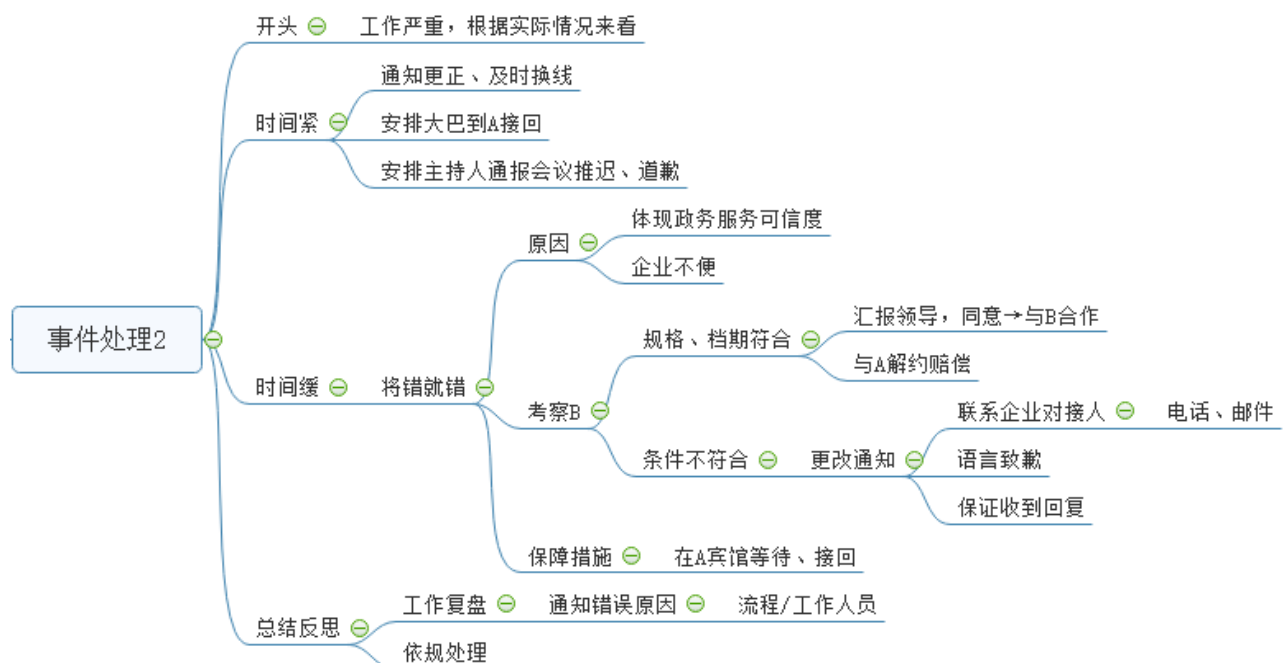 事件处理2
开头
工作严重，根据实际情况来看
时间紧
通知更正、及时换线
安排大巴到A接回
安排主持人通报会议推迟、道歉
时间缓
将错就错
原因
体现政务服务可信度
企业不便
考察B
规格、档期符合
汇报领导，同意→与B合作
与A解约赔偿
条件不符合
更改通知
联系企业对接人
电话、邮件
语言致歉
保证收到回复
保障措施
在A宾馆等待、接回
总结反思
工作复盘
通知错误原因
流程/工作人员
依规处理